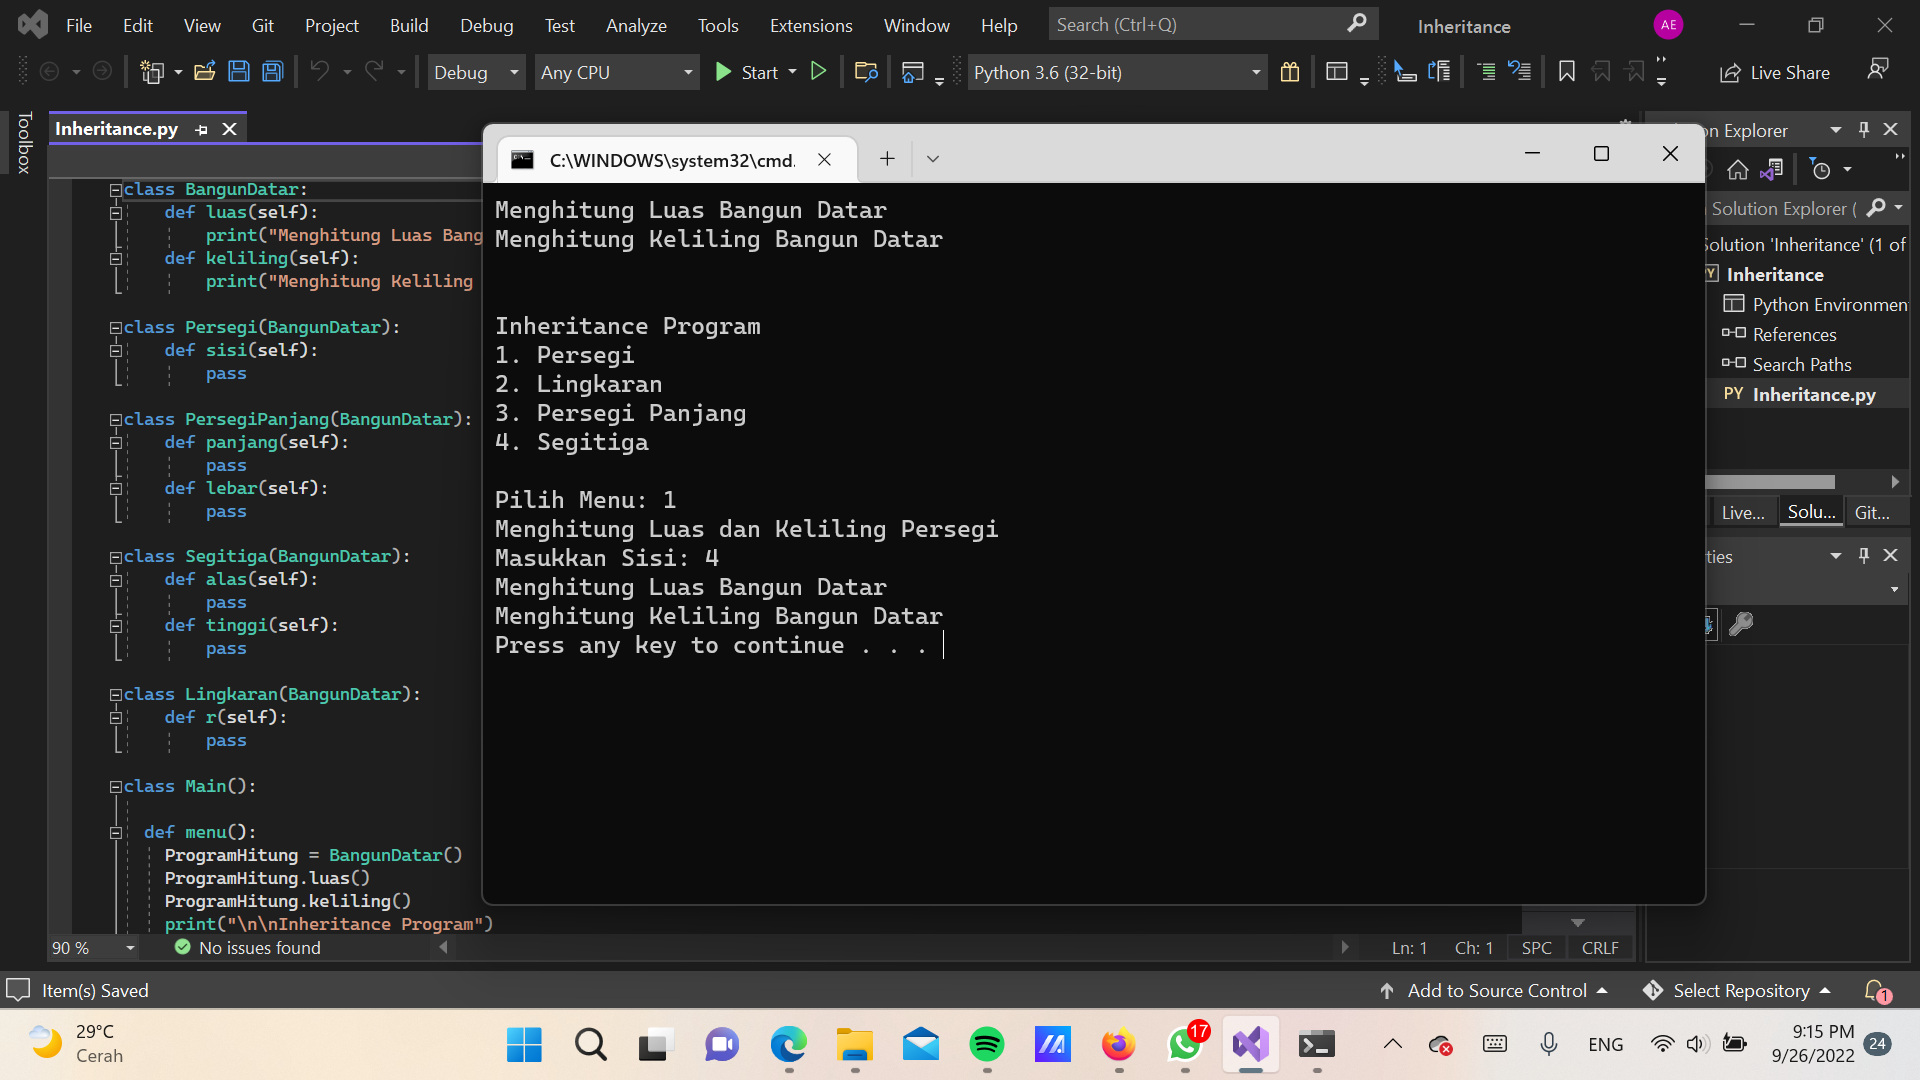 File Edit View Git Project Build Debug Test Analyze Tools Extensions Window Help Search (Ctrl+Q) Inheritance AE
Debug Any CPU Start Python 3.6 (32-bit) Live Share
Toolbox
Inheritance.py
class BangunDatar:
def luas(self):
print("Menghitung Luas Bang
def keliling(self):
print("Menghitung Keliling
class Persegi(BangunDatar):
def sisi(self):
pass
class PersegiPanjang(BangunDatar):
def panjang(self):
pass
def lebar(self):
pass
class Segitiga(BangunDatar):
def alas(self):
pass
def tinggi(self):
pass
class Lingkaran(BangunDatar):
def r(self):
pass
class Main():
def menu():
ProgramHitung = BangunDatar()
ProgramHitung.luas()
ProgramHitung.keliling()
print("\n\nInheritance Program")
C:\WINDOWS\system32\cmd.
Menghitung Luas Bangun Datar
Menghitung Keliling Bangun Datar
Inheritance Program
1. Persegi
2. Lingkaran
3. Persegi Panjang
4. Segitiga
Pilih Menu: 1
Menghitung Luas dan Keliling Persegi
Masukkan Sisi: 4
Menghitung Luas Bangun Datar
Menghitung Keliling Bangun Datar
Press any key to continue . . .
on Explorer
Solution Explorer (
Solution 'Inheritance' (1 of
PY Inheritance
Python Environmen
References
Search Paths
PY Inheritance.py
Live... Solu... Git...
ties
90 % No issues found Ln: 1 Ch: 1 SPC CRLF
Item(s) Saved Add to Source Control Select Repository 1
29°C
Cerah
17
ENG
9:15 PM
9/26/2022
24